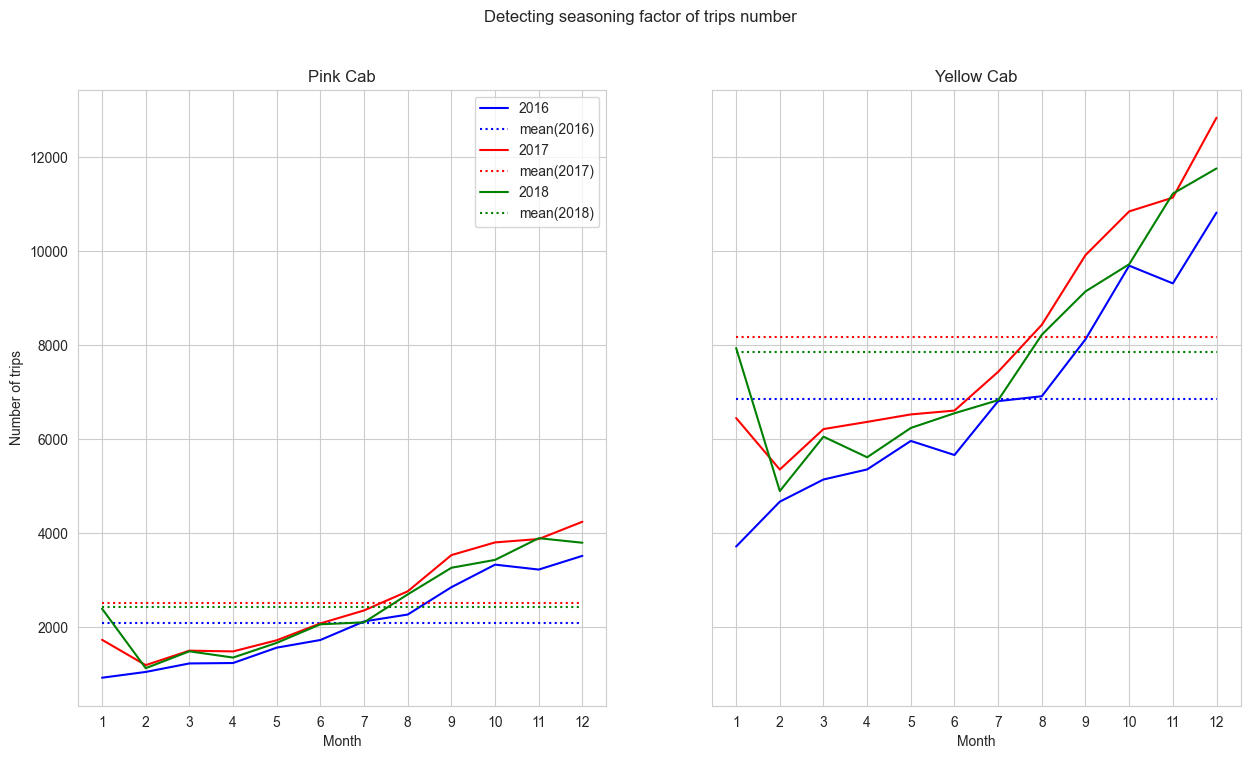 Detecting seasoning factor of trips number
Pink Cab
2016
mean(2016)
2017
mean(2017)
2018
mean(2018)
12000
10000
8000
6000
4000
2000
Number of trips
1 2 3 4 5 6 7 8 9 10 11 12
Month
Yellow Cab
1 2 3 4 5 6 7 8 9 10 11 12
Month